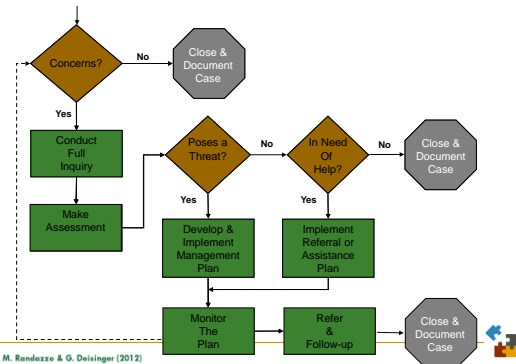 Concerns?
No
Close &
Document
Case
Yes
Conduct
Full
Inquiry
Make
Assessment
Poses a
Threat?
No
In Need
Of
Help?
No
Close &
Document
Case
Yes
Yes
Develop &
Implement
Management
Plan
Implement
Referral or
Assistance
Plan
Monitor
The
Plan
Refer
&
Follow-up
Close &
Document
Case
M. Randazzo & G. Deisinger (2012)